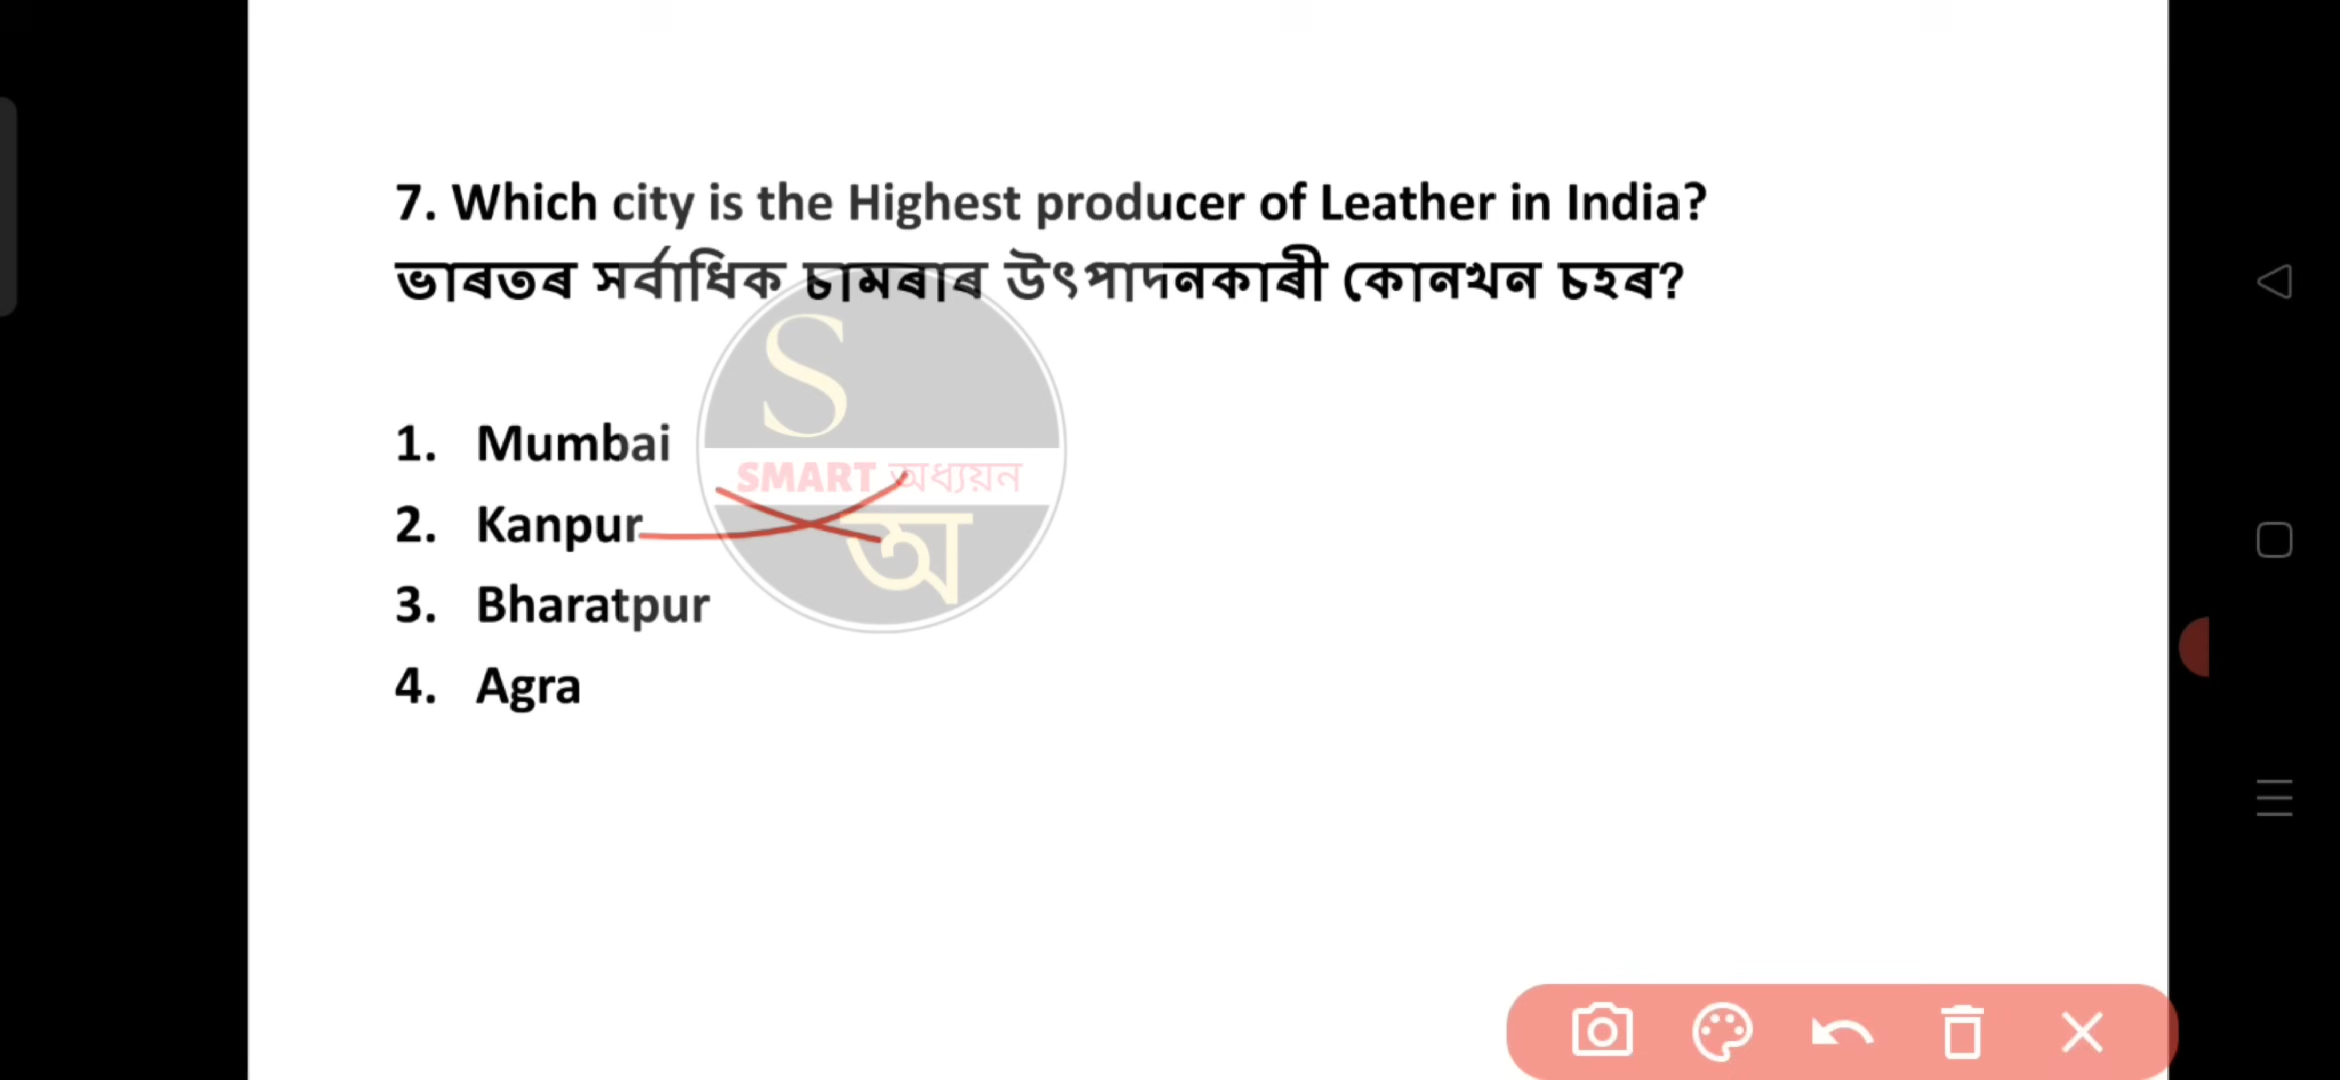 7. Which city is the Highest producer of Leather in India?
ভাৰতৰ সৰ্বাধিক চামৰাৰ উৎপাদনকাৰী কোনখন চহৰ?
1. Mumbai
S
SMART অধ্যয়ন
2. Kanpur
অ
3. Bharatpur
4. Agra